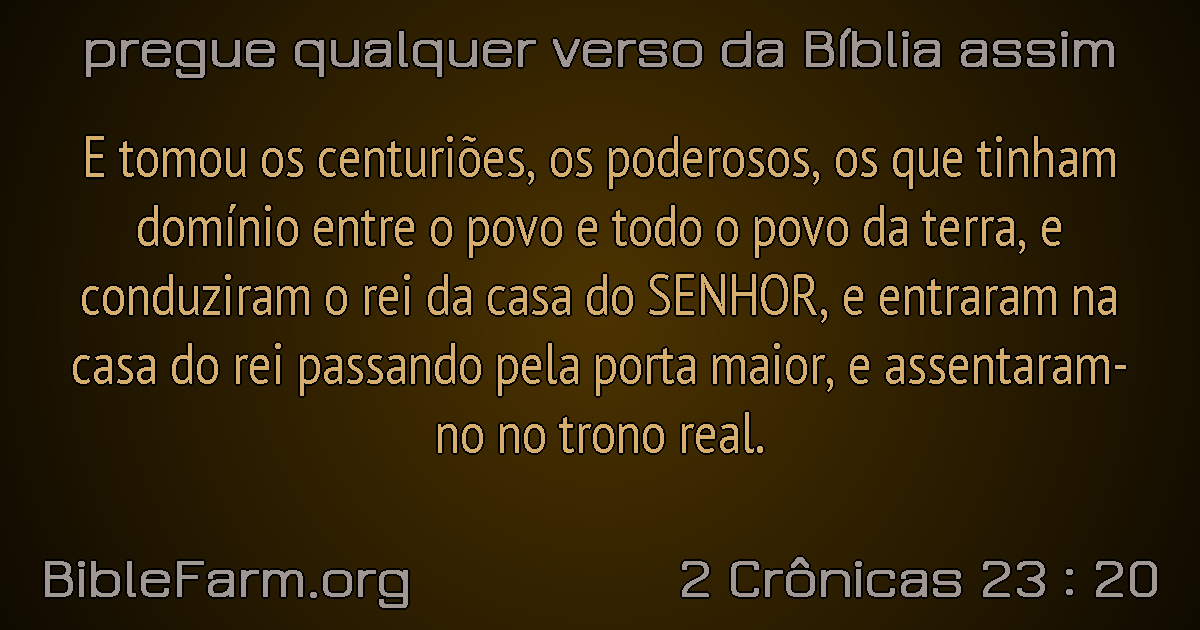 pregue qualquer verso da Bíblia assim
E tomou os centuriões, os poderosos, os que tinham
domínio entre o povo e todo o povo da terra, e
conduziram o rei da casa do SENHOR, e entraram na
casa do rei passando pela porta maior, e assentaram-
no no trono real.
BibleFarm.org
2 Crônicas 23 : 20